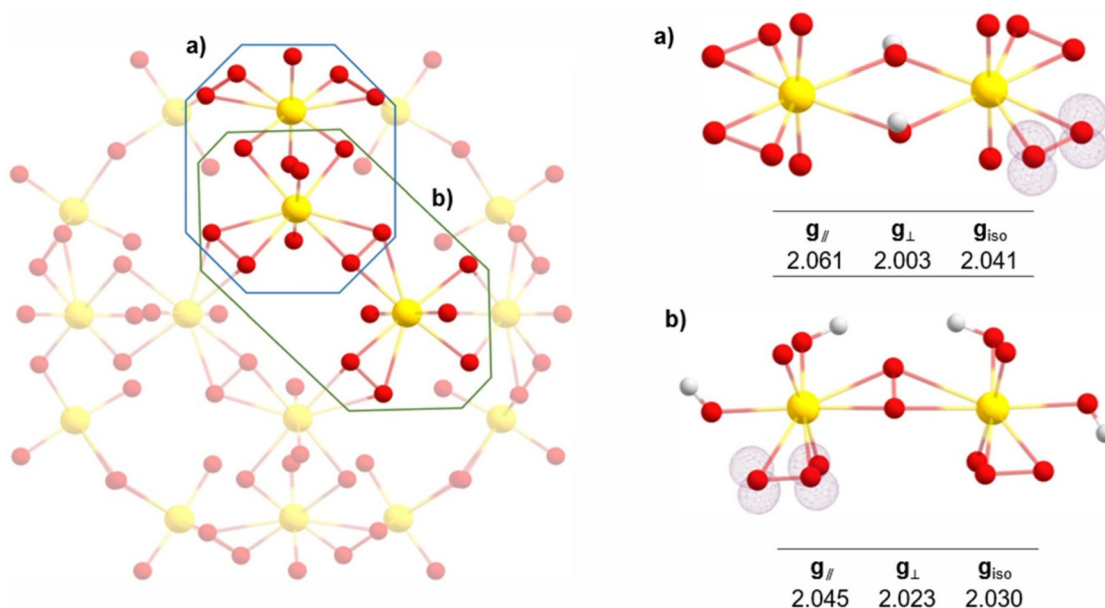 a)
b)
a)
g// g⊥ giso
2.061 2.003 2.041
b)
g// g⊥ giso
2.045 2.023 2.030